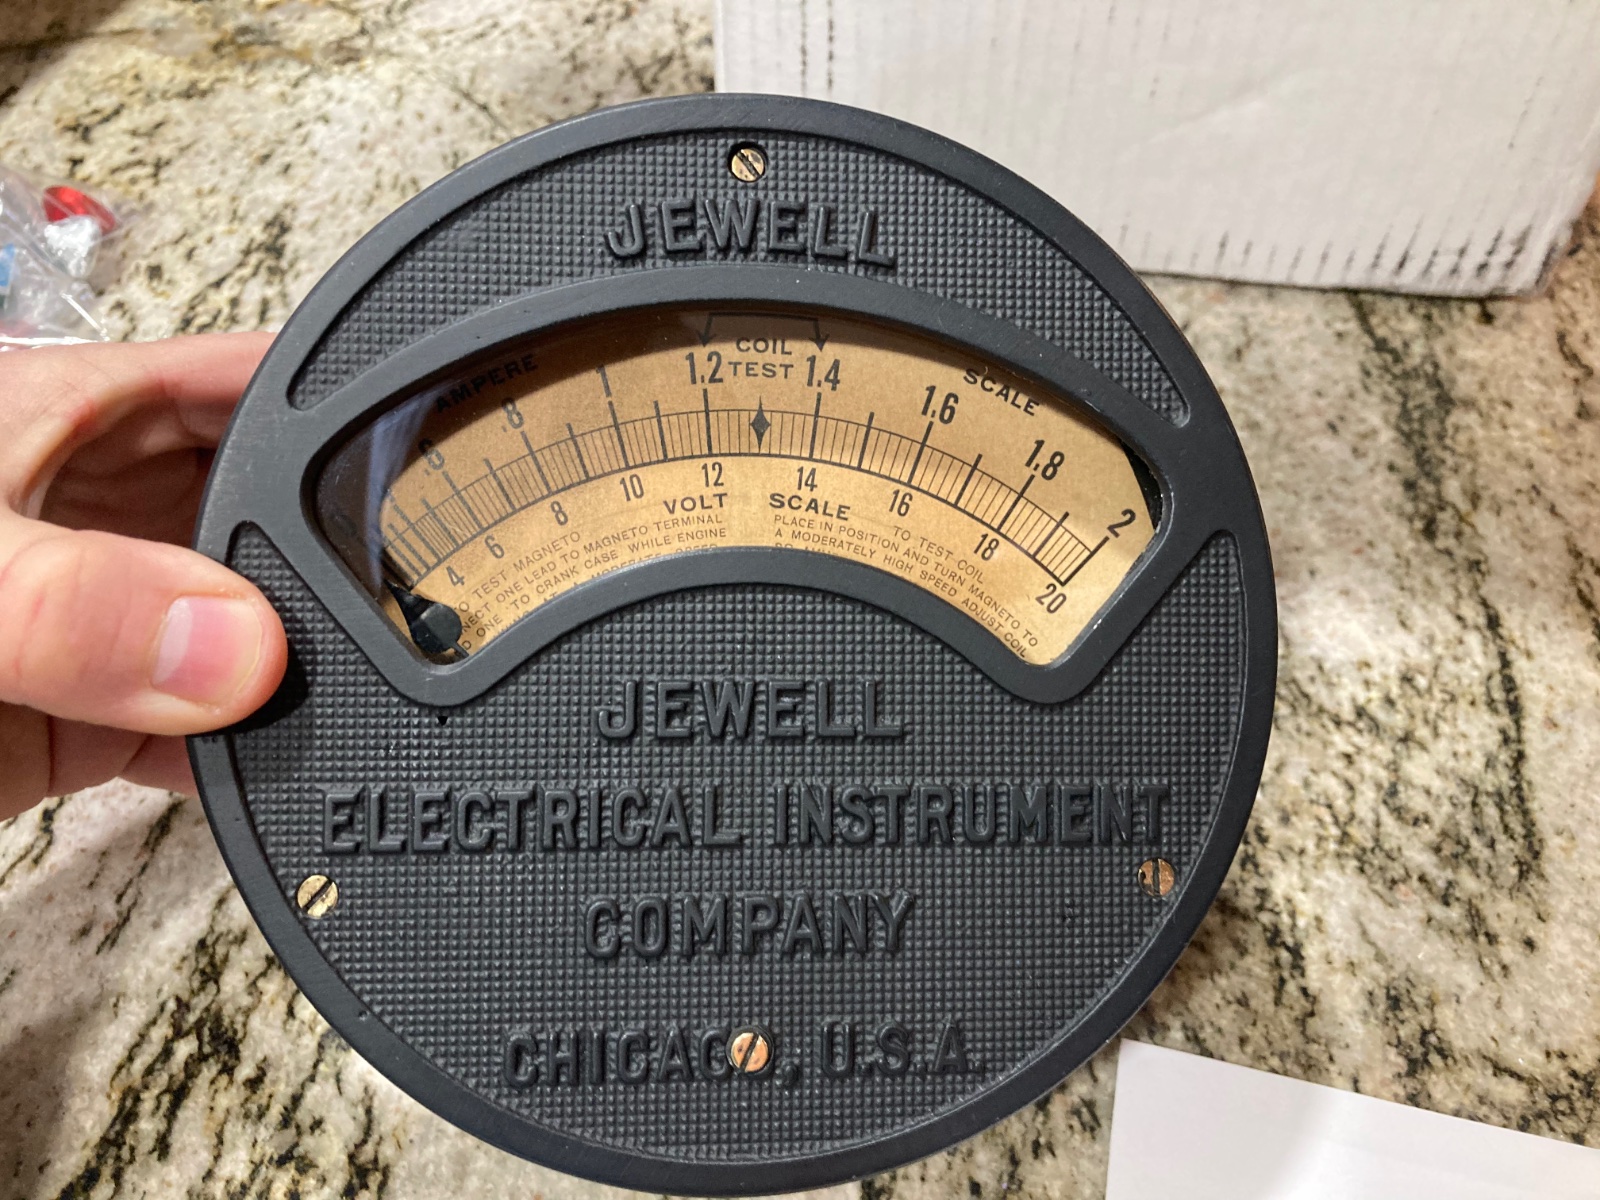 JEWELL
COIL
TEST
AMPERE SCALE
.6 .8 1 1.2 1.4 1.6 1.8 2
4 6 8 10 12 14 16 18 20
VOLT SCALE
TEST MAGNETO
ONE LEAD TO MAGNETO TERMINAL
ONE TO CRANK CASE WHILE ENGINE
TO TEST COIL
PLACE IN POSITION AND TURN MAGNETO TO
A MODERATELY HIGH SPEED ADJUST COIL
JEWELL
ELECTRICAL INSTRUMENT
COMPANY
CHICAGO, U.S.A.